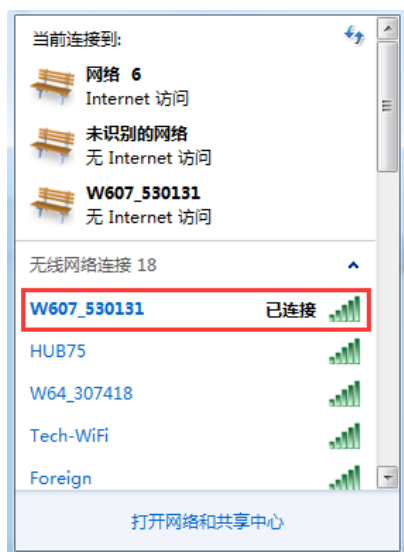 当前连接到:
网络 6
Internet 访问
未识别的网络
无 Internet 访问
W607_530131
无 Internet 访问
无线网络连接 18
W607_530131 已连接
HUB75
W64_307418
Tech-WiFi
Foreign
打开网络和共享中心